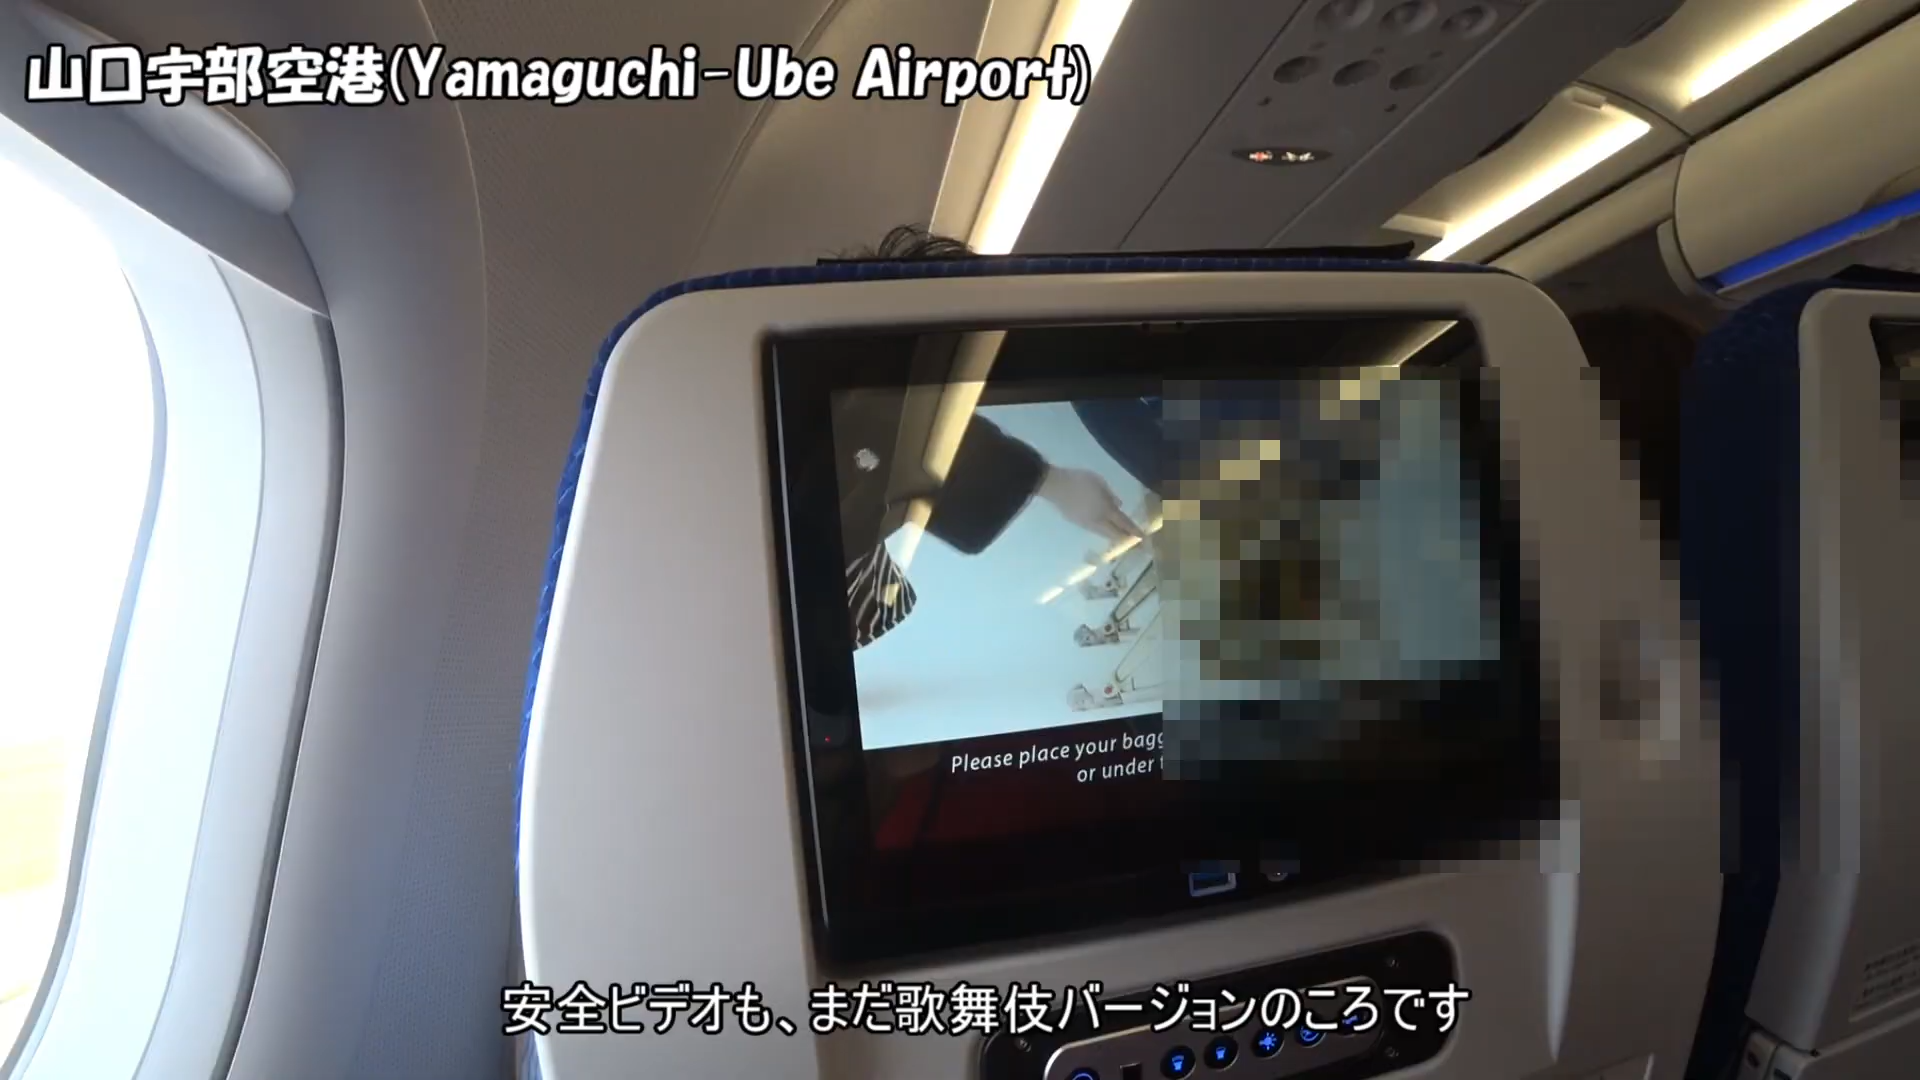 山口宇部空港(Yamaguchi-Ube Airport)
Please place your
or under
安全ビデオも、まだ歌舞伎バージョンのころです